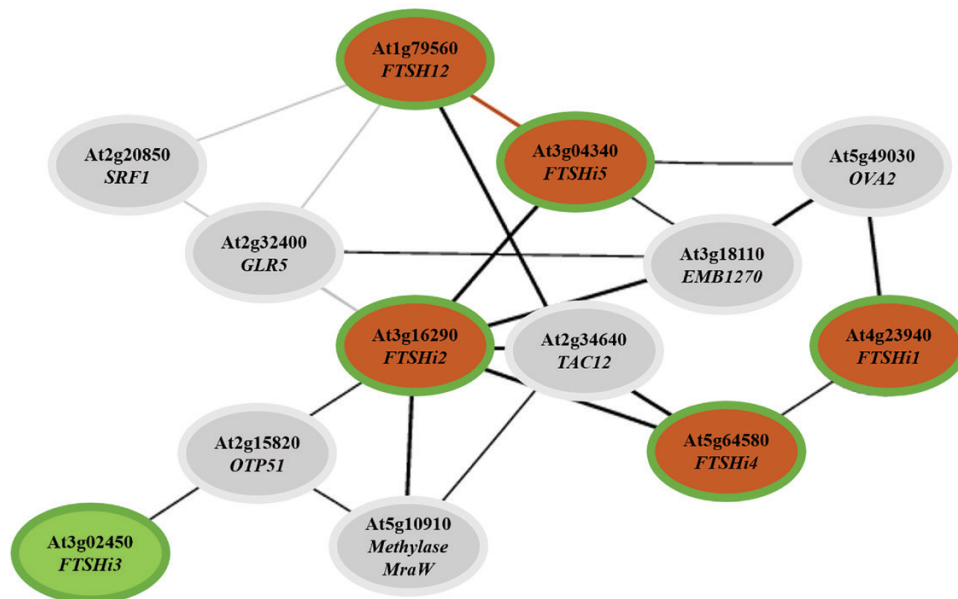 At1g79560
FTSH12
At3g04340
FTSHi5
At2g20850
SRF1
At5g49030
OVA2
At2g32400
GLR5
At3g18110
EMB1270
At3g16290
FTSHi2
At2g34640
TAC12
At4g23940
FTSHi1
At2g15820
OTP51
At5g64580
FTSHi4
At5g10910
Methylase
MraW
At3g02450
FTSHi3